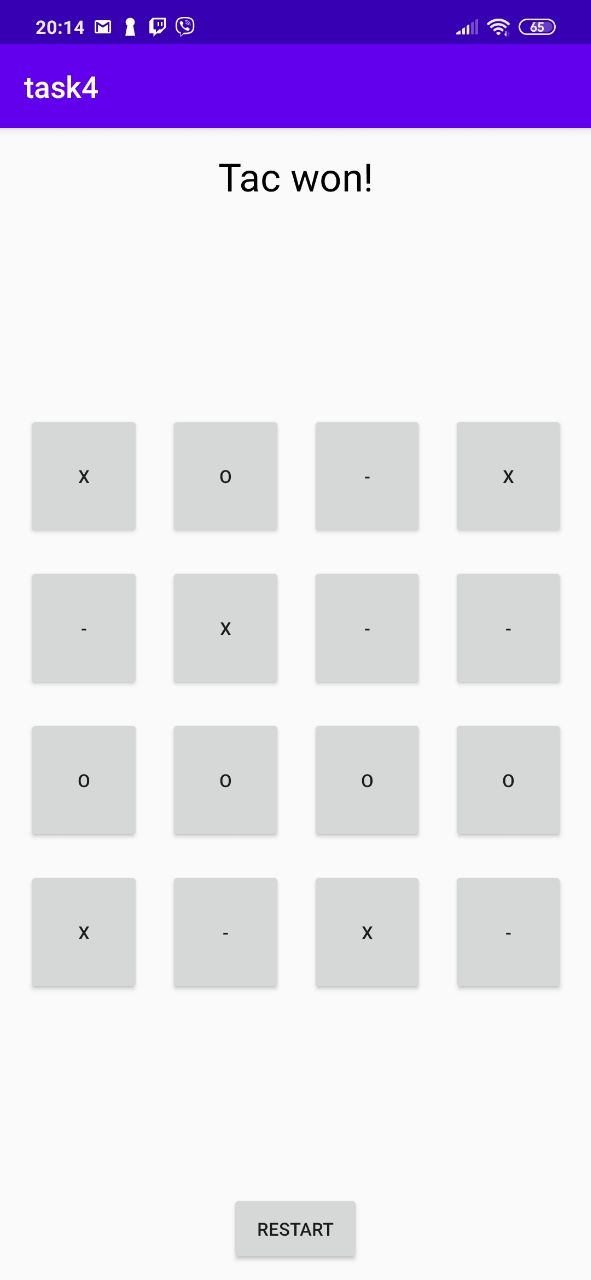 20:14 65
task4
Tac won!
X O - X
- X - -
O O O O
X - X -
RESTART